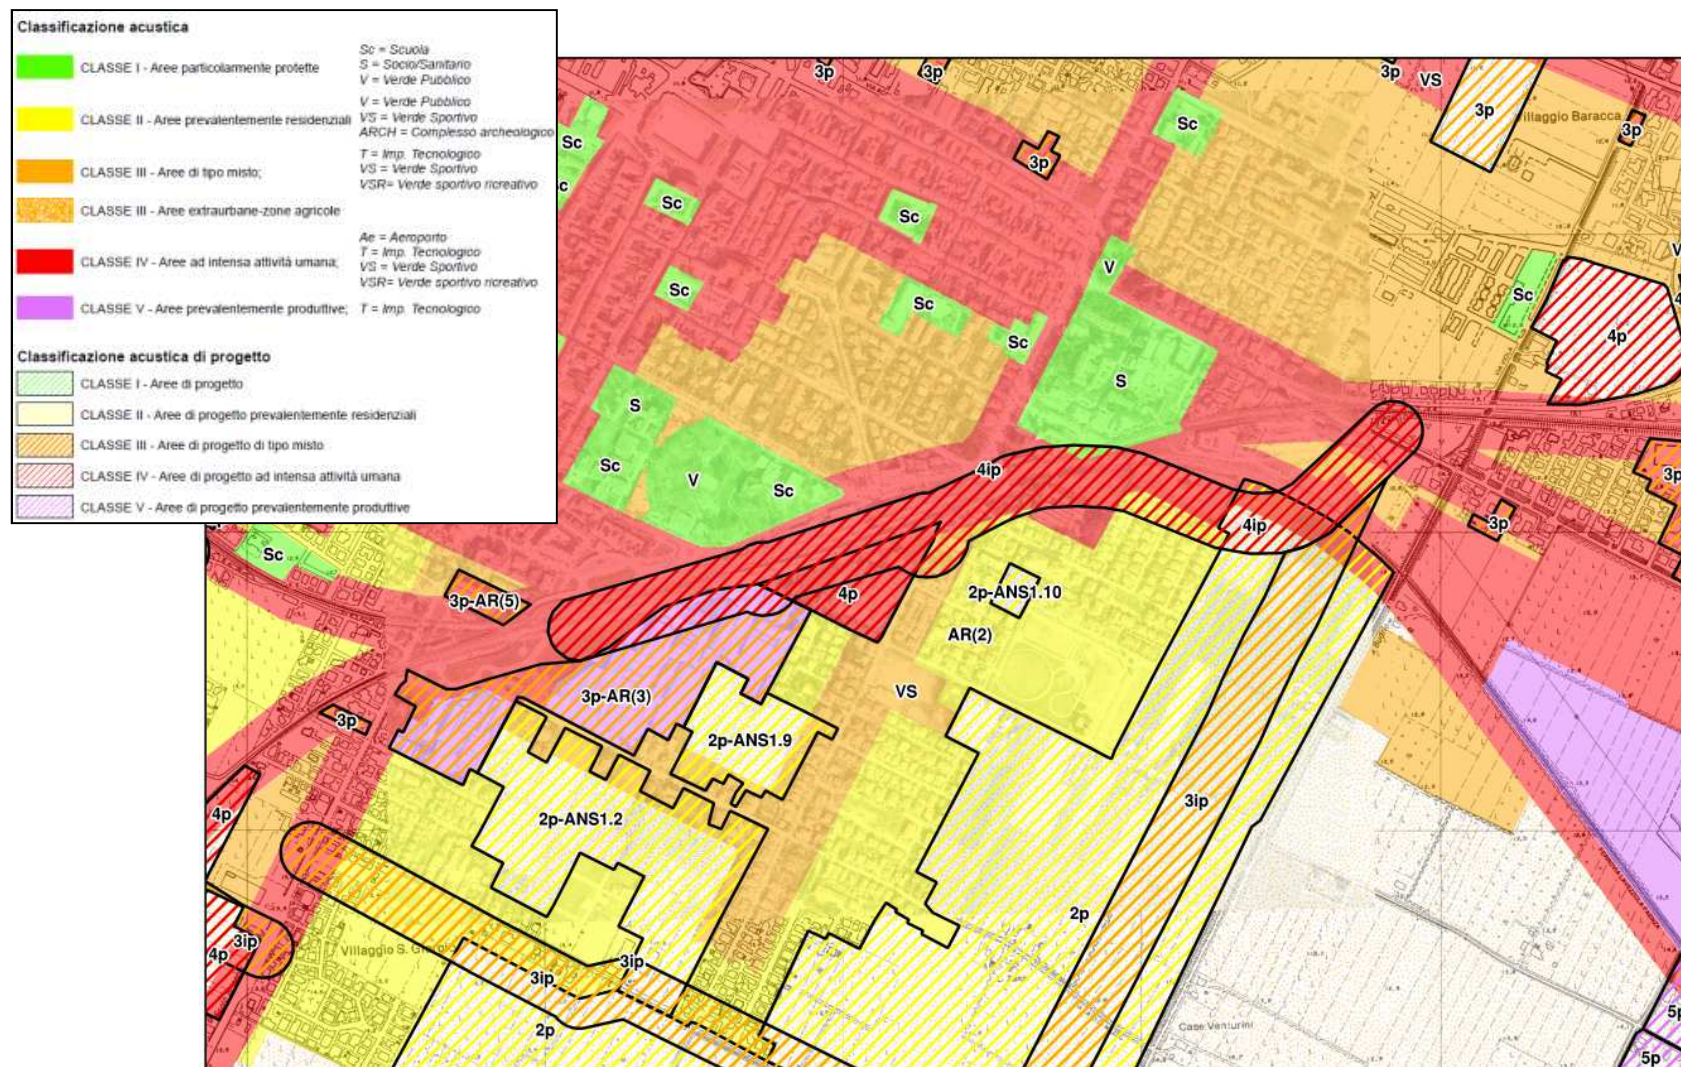 Classificazione acustica
CLASSE I - Aree particolarmente protette
Sc = Scuola
S = Socio/Sanitario
V = Verde Pubblico
CLASSE II - Aree prevalentemente residenziali
V = Verde Pubblico
VS = Verde Sportivo
ARCH = Complesso archeologico
CLASSE III - Aree di tipo misto;
T = Imp. Tecnologico
VS = Verde Sportivo
VSR= Verde sportivo ricreativo
CLASSE III - Aree extraurbane-zone agricole
CLASSE IV - Aree ad intensa attività umana;
Ae = Aeroporto
T = Imp. Tecnologico
VS = Verde Sportivo
VSR= Verde sportivo ricreativo
CLASSE V - Aree prevalentemente produttive;
T = Imp. Tecnologico
Classificazione acustica di progetto
CLASSE I - Aree di progetto
CLASSE II - Aree di progetto prevalentemente residenziali
CLASSE III - Aree di progetto di tipo misto
CLASSE IV - Aree di progetto ad intensa attività umana
CLASSE V - Aree di progetto prevalentemente produttive
3p
3p
3p
VS
3p
Villaggio Baracca
3p
Sc
Sc
3p
Sc
Sc
V
Sc
Sc
Sc
Sc
4p
S
S
Sc
V
Sc
4ip
3p
4ip
3p
Sc
3p-AR(5)
4p
2p-ANS1.10
AR(2)
3p-AR(3)
VS
3p
2p-ANS1.9
4p
2p-ANS1.2
3ip
2p
3ip
4p
Villaggio S. Giorgio
3ip
3ip
2p
Case Venturini
5p
5p